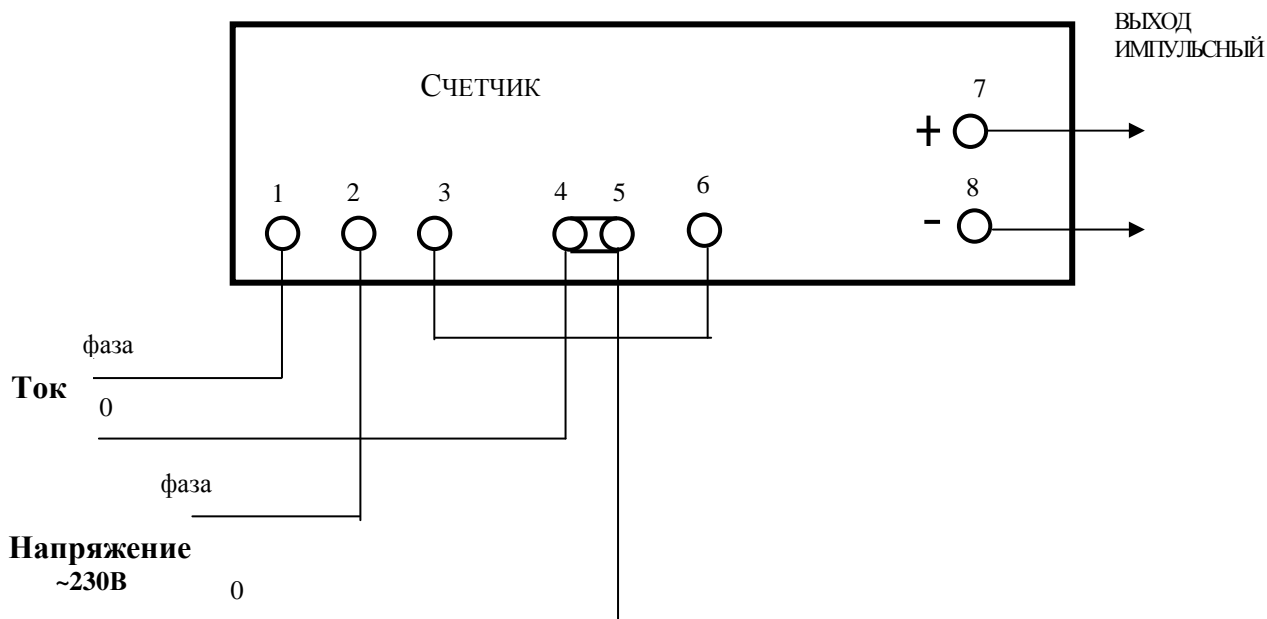 ВЫХОД
ИМПУЛЬСНЫЙ
СЧЕТЧИК
7
+
8
-
1 2 3 4 5 6
фаза
Ток
0
фаза
Напряжение
~230В
0